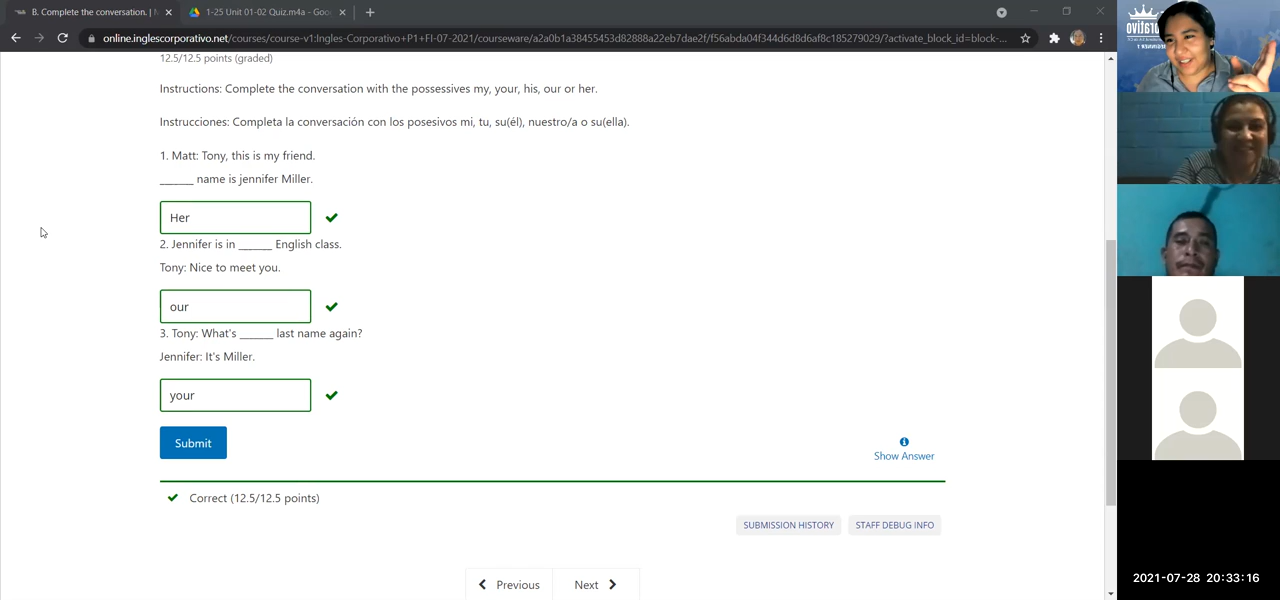 B. Complete the conversation. | M
1-25 Unit 01-02 Quiz.m4a - Goo
online.inglescorporativo.net/courses/course-v1:Ingles-Corporativo+P1+FI-07-2021/courseware/a2a0b1a38455453d82888a22eb7dae2f/f56abda04f344d6d8d6af8c185279029/?activate_block_id=block-...
12.5/12.5 points (graded)
Instructions: Complete the conversation with the possessives my, your, his, our or her.
Instrucciones: Completa la conversación con los posesivos mi, tu, su(él), nuestro/a o su(ella).
1. Matt: Tony, this is my friend.
______ name is jennifer Miller.
Her
2. Jennifer is in ______ English class.
Tony: Nice to meet you.
our
3. Tony: What's ______ last name again?
Jennifer: It's Miller.
your
Submit
Show Answer
Correct (12.5/12.5 points)
SUBMISSION HISTORY
STAFF DEBUG INFO
Previous
Next
2021-07-28 20:33:16